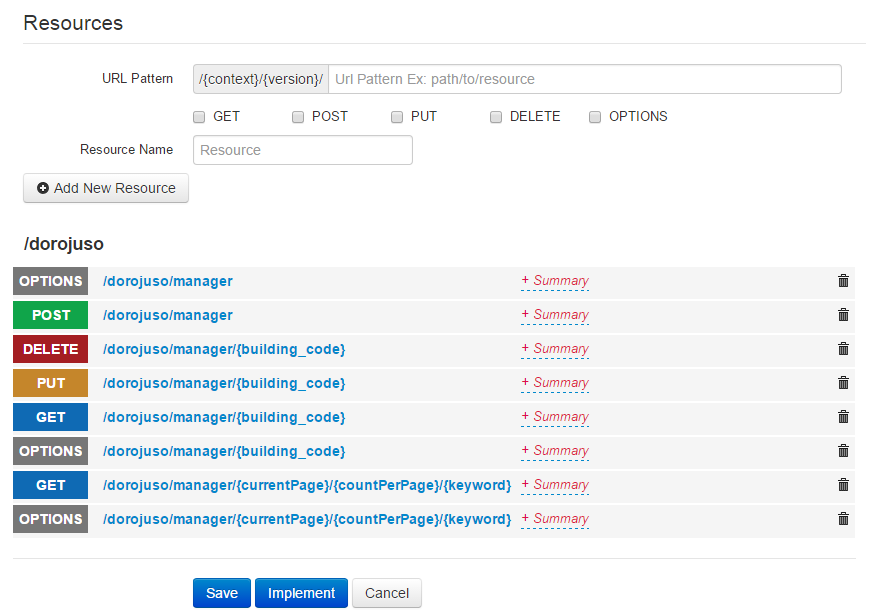 Resources
URL Pattern /{context}/{version}/ Url Pattern Ex: path/to/resource
GET POST PUT DELETE OPTIONS
Resource Name Resource
Add New Resource
/dorojuso
OPTIONS /dorojuso/manager + Summary
POST /dorojuso/manager + Summary
DELETE /dorojuso/manager/{building_code} + Summary
PUT /dorojuso/manager/{building_code} + Summary
GET /dorojuso/manager/{building_code} + Summary
OPTIONS /dorojuso/manager/{building_code} + Summary
GET /dorojuso/manager/{currentPage}/{countPerPage}/{keyword} + Summary
OPTIONS /dorojuso/manager/{currentPage}/{countPerPage}/{keyword} + Summary
Save Implement Cancel